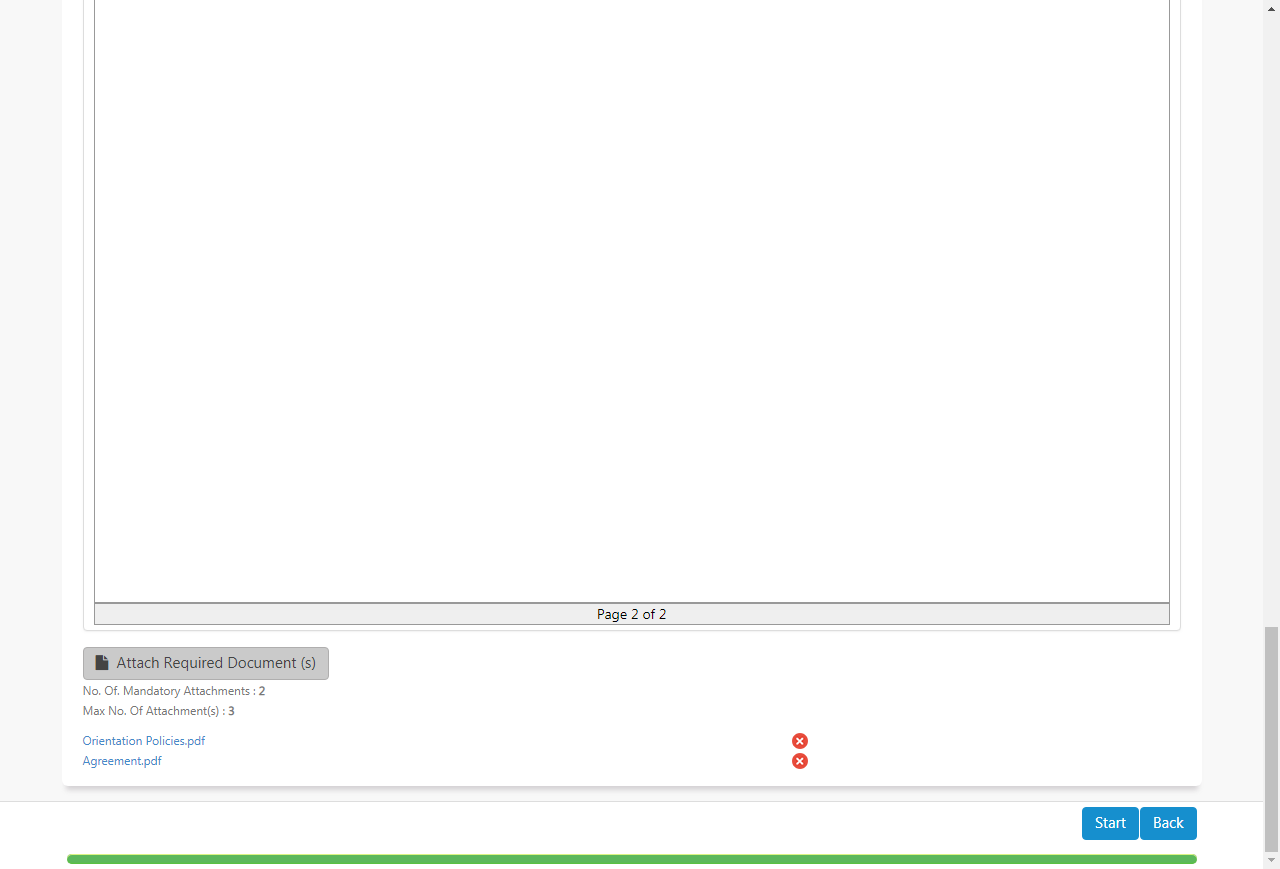 Page 2 of 2
Attach Required Document (s)
No. Of. Mandatory Attachments : 2
Max No. Of Attachment(s) : 3
Orientation Policies.pdf
Agreement.pdf
Start Back